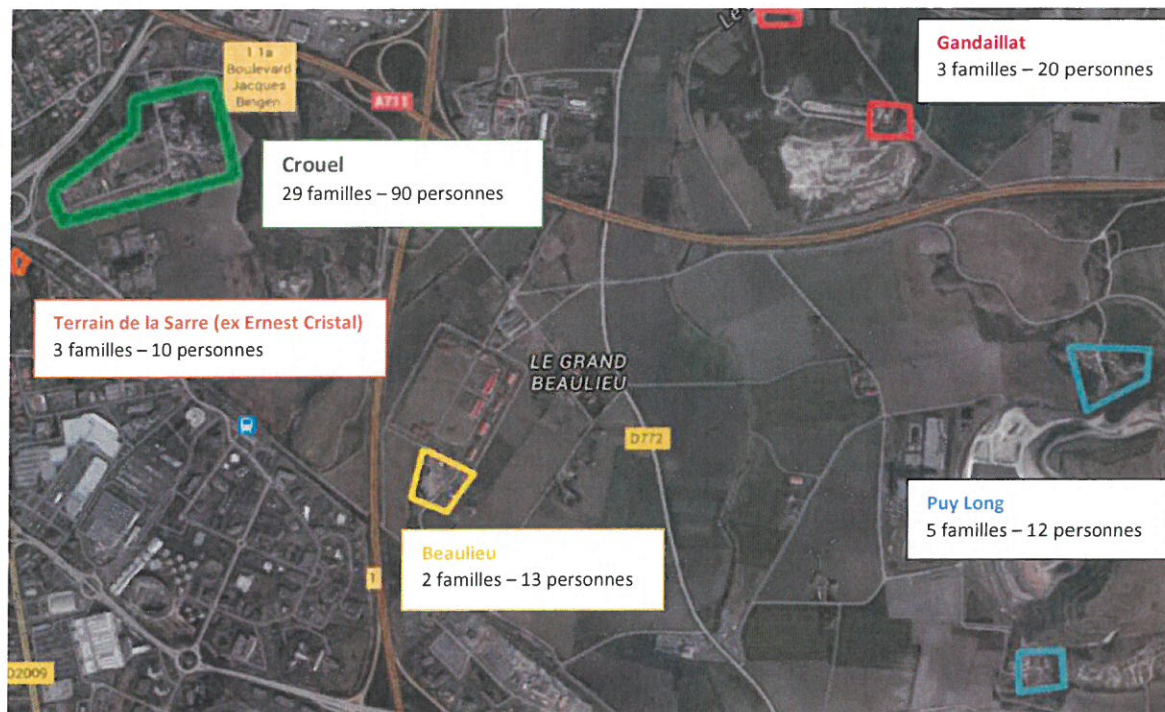 Gandaillat
3 familles – 20 personnes
1 1a
Boulevard
Jacques
Bingen
A711
Crouel
29 familles – 90 personnes
Terrain de la Sarre (ex Ernest Cristal)
3 familles – 10 personnes
LE GRAND
BEAULIEU
D772
Puy Long
5 familles – 12 personnes
Beaulieu
2 familles – 13 personnes
1
D2009